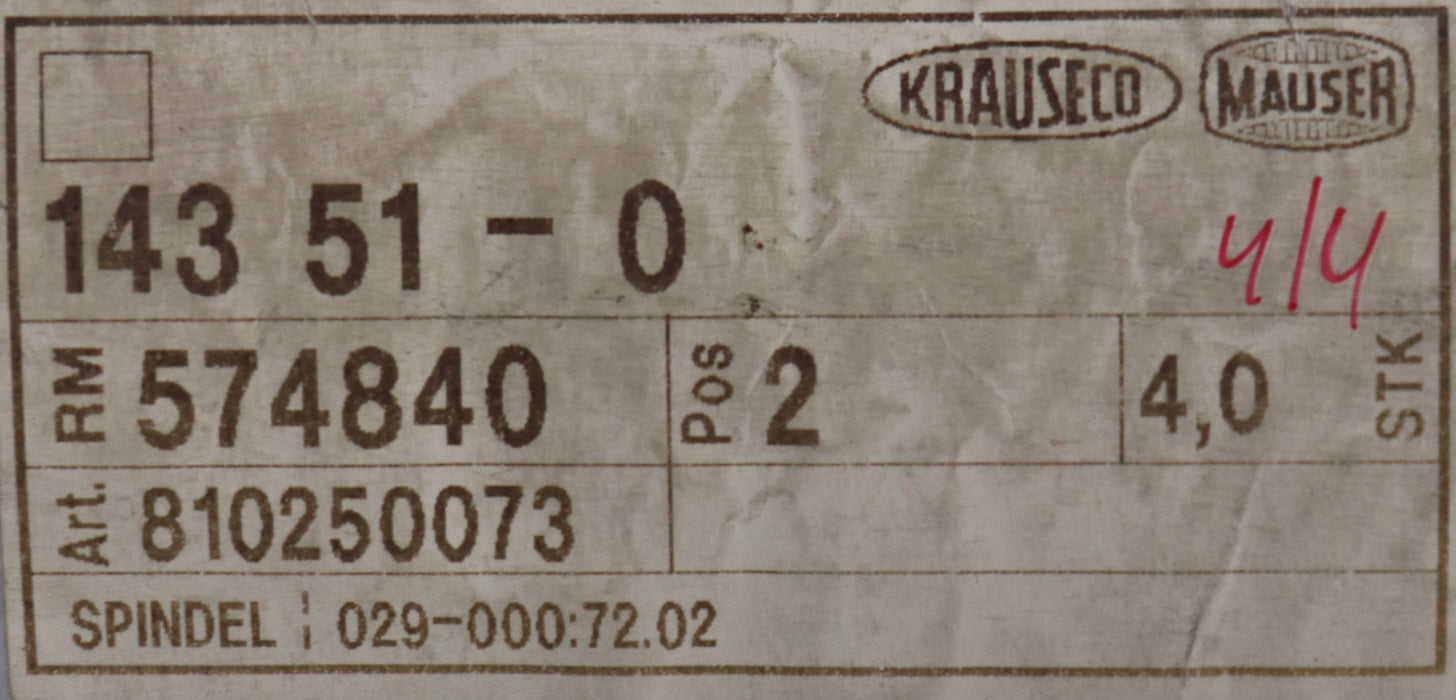 KRAUSECO MAUSER
143 51 - 0
4/4
RM 574840 Pos 2 4,0 STK
Art. 810250073
SPINDEL ¦ 029-000:72.02